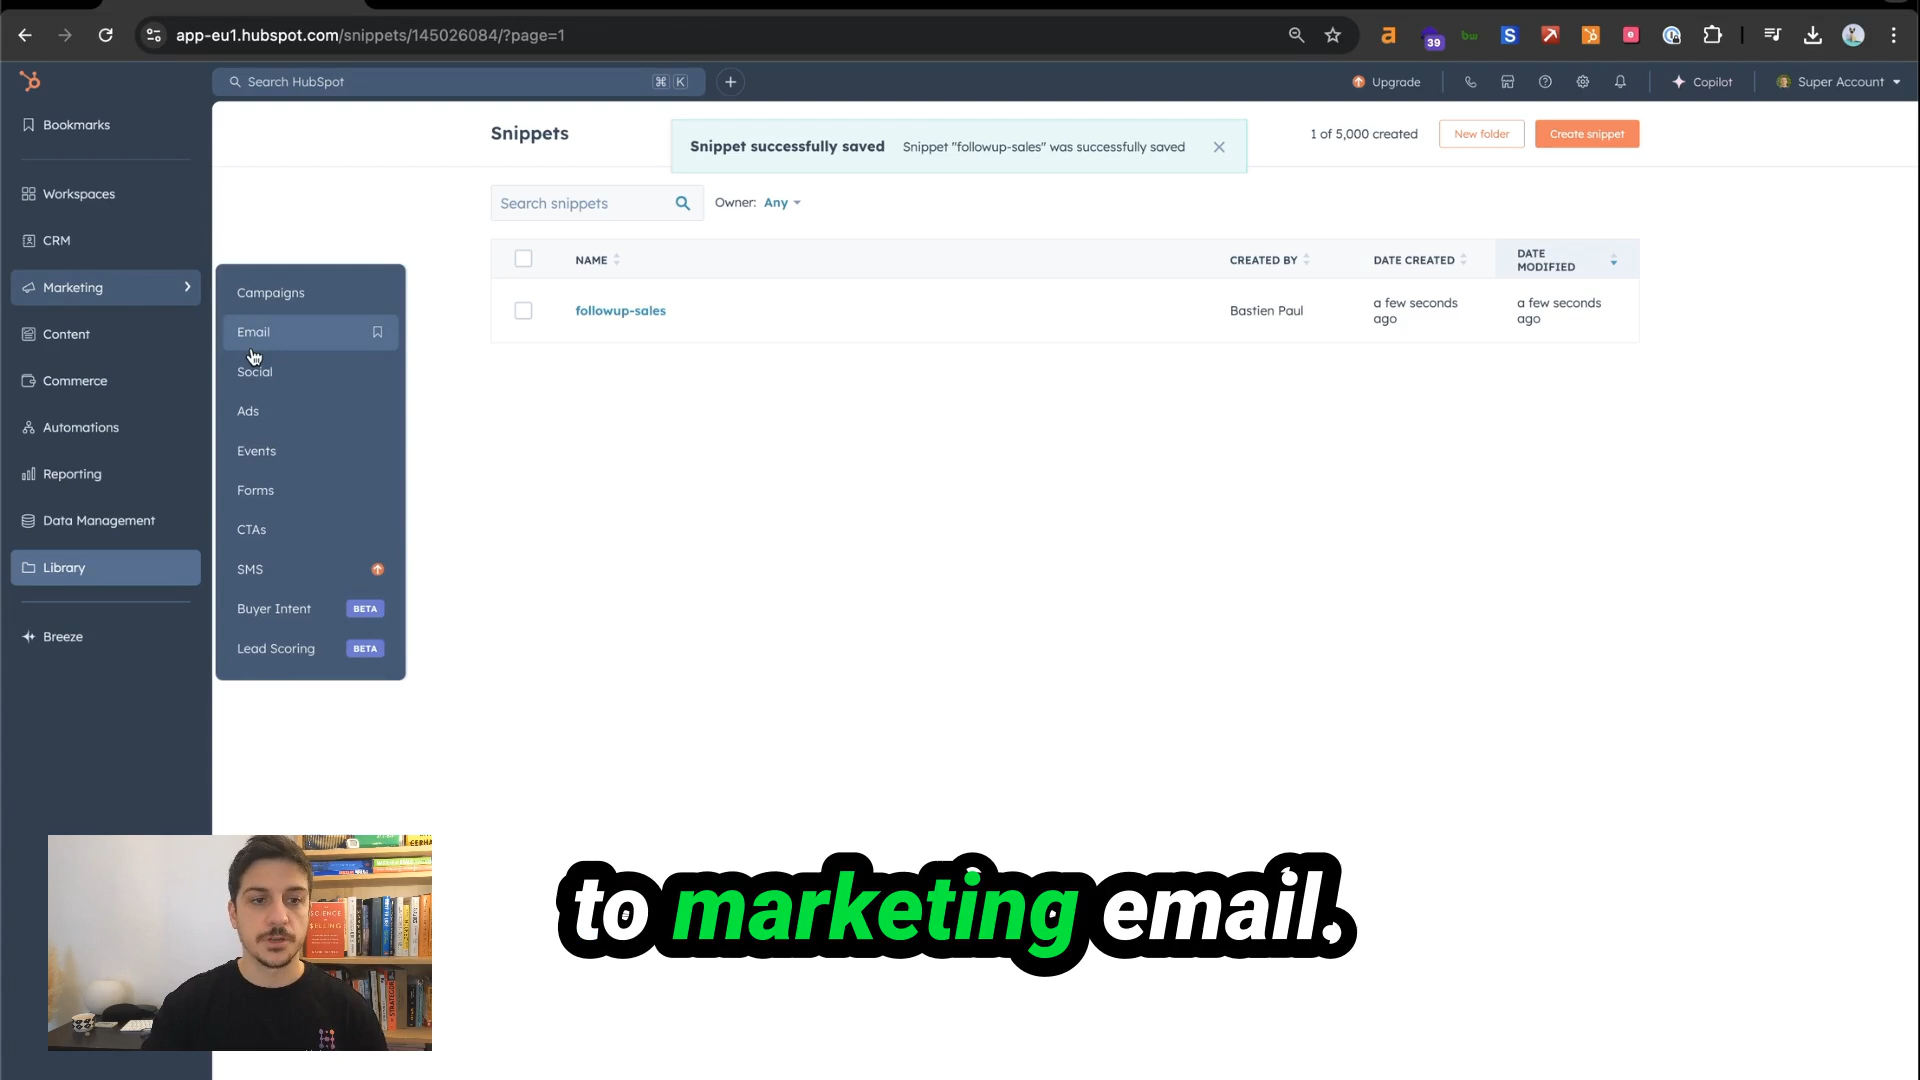 app-eu1.hubspot.com/snippets/145026084/?page=1
39
bw
S
Search HubSpot
⌘ K
Upgrade
Copilot
Super Account
Bookmarks
Workspaces
CRM
Marketing
Content
Commerce
Automations
Reporting
Data Management
Library
Breeze
Campaigns
Email
Social
Ads
Events
Forms
CTAs
SMS
Buyer Intent BETA
Lead Scoring BETA
Snippets
Snippet successfully saved Snippet "followup-sales" was successfully saved
1 of 5,000 created
New folder
Create snippet
Search snippets
Owner: Any
NAME CREATED BY DATE CREATED DATE MODIFIED
followup-sales Bastien Paul a few seconds ago a few seconds ago
SCIENCE
SELLING
to marketing email.